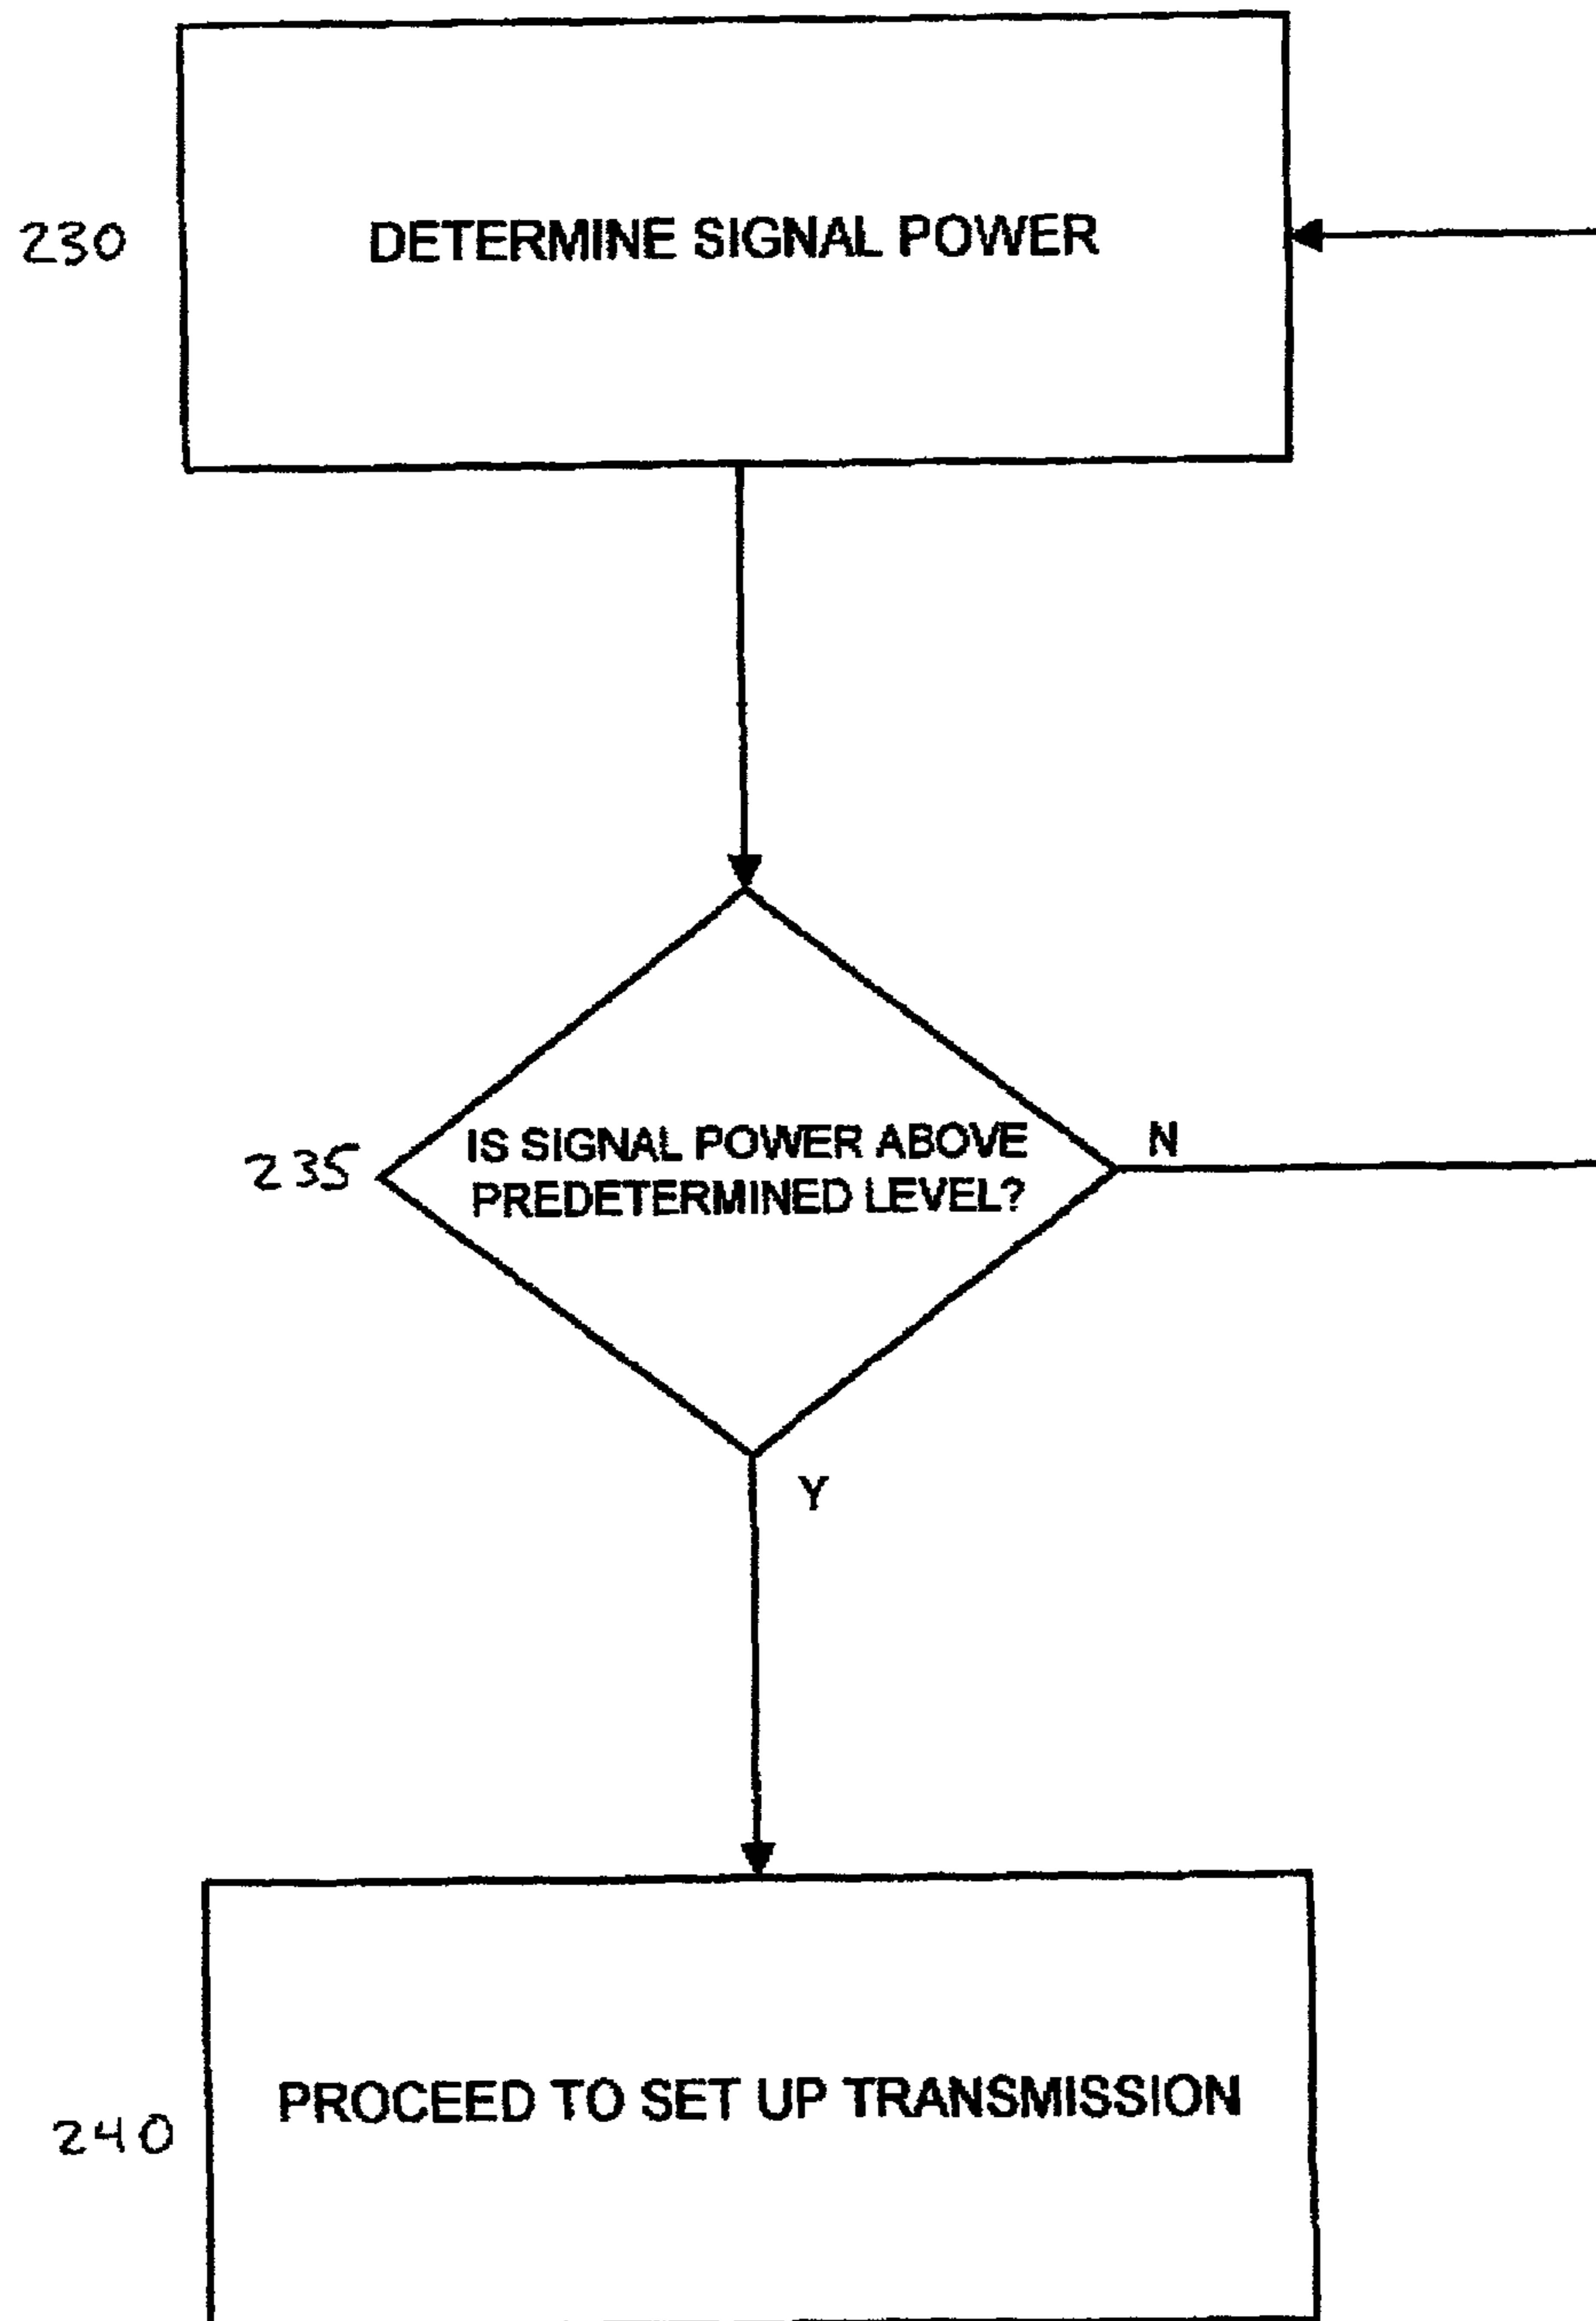 230
DETERMINE SIGNAL POWER
235
IS SIGNAL POWER ABOVE
PREDETERMINED LEVEL?
N
Y
240
PROCEED TO SET UP TRANSMISSION